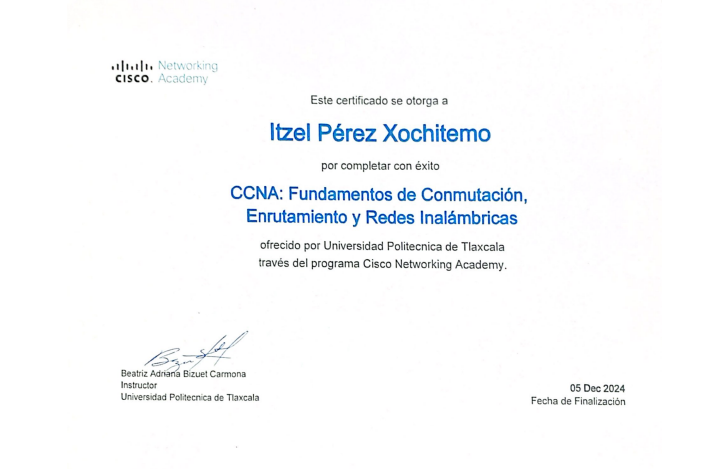 Networking
CISCO. Academy
Este certificado se otorga a
Itzel Pérez Xochitemo
por completar con éxito
CCNA: Fundamentos de Conmutación,
Enrutamiento y Redes Inalámbricas
ofrecido por Universidad Politecnica de Tlaxcala
través del programa Cisco Networking Academy.
Beatriz Adriana Bizuet Carmona
Instructor
Universidad Politecnica de Tlaxcala
05 Dec 2024
Fecha de Finalización